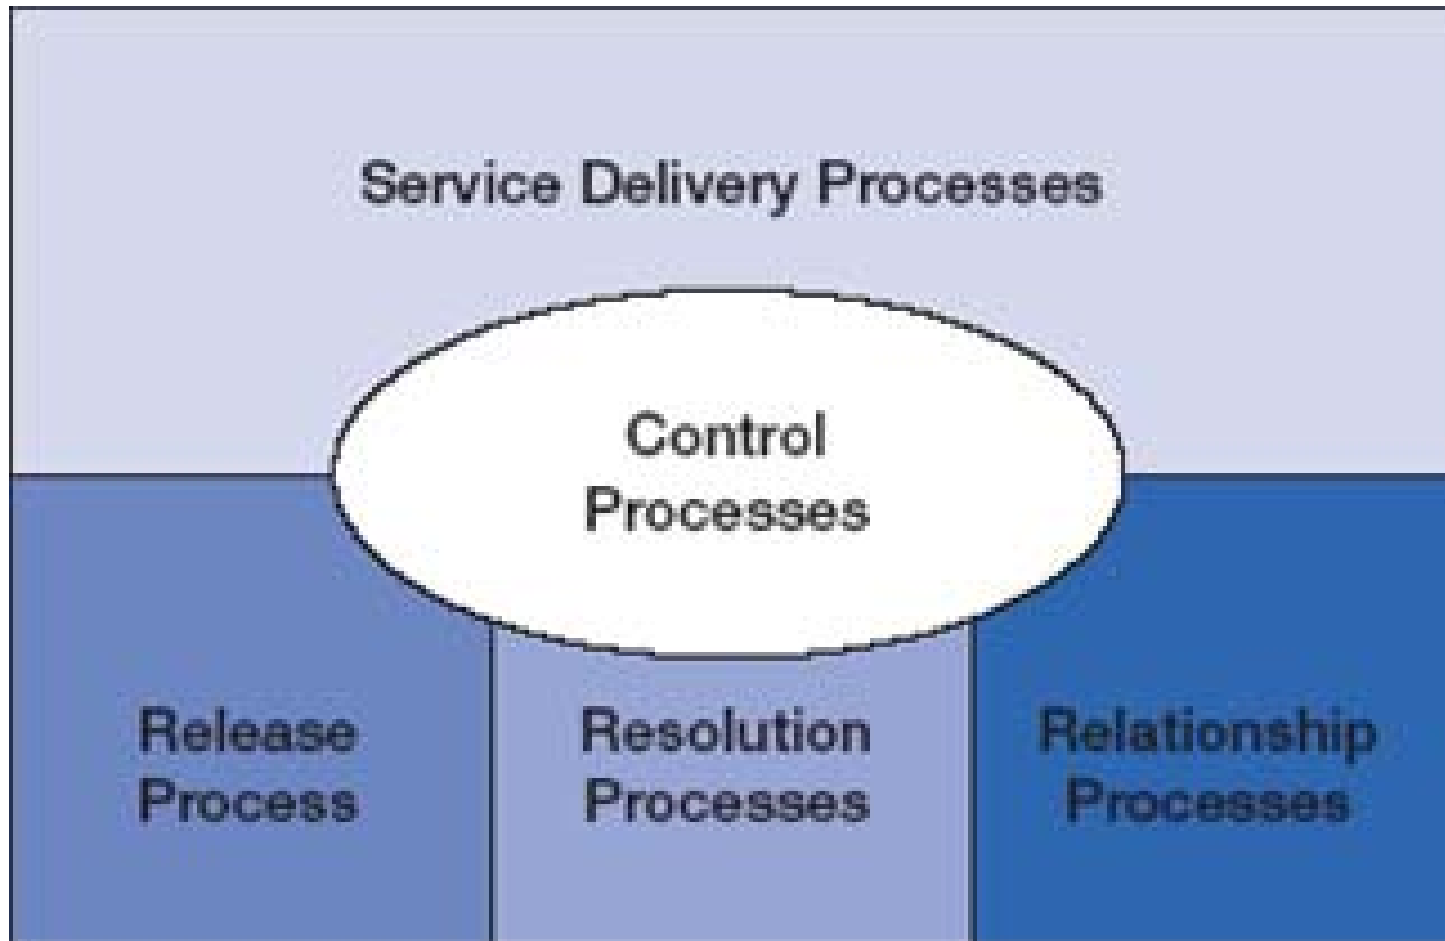 Service Delivery Processes
Control
Processes
Release
Process
Resolution
Processes
Relationship
Processes